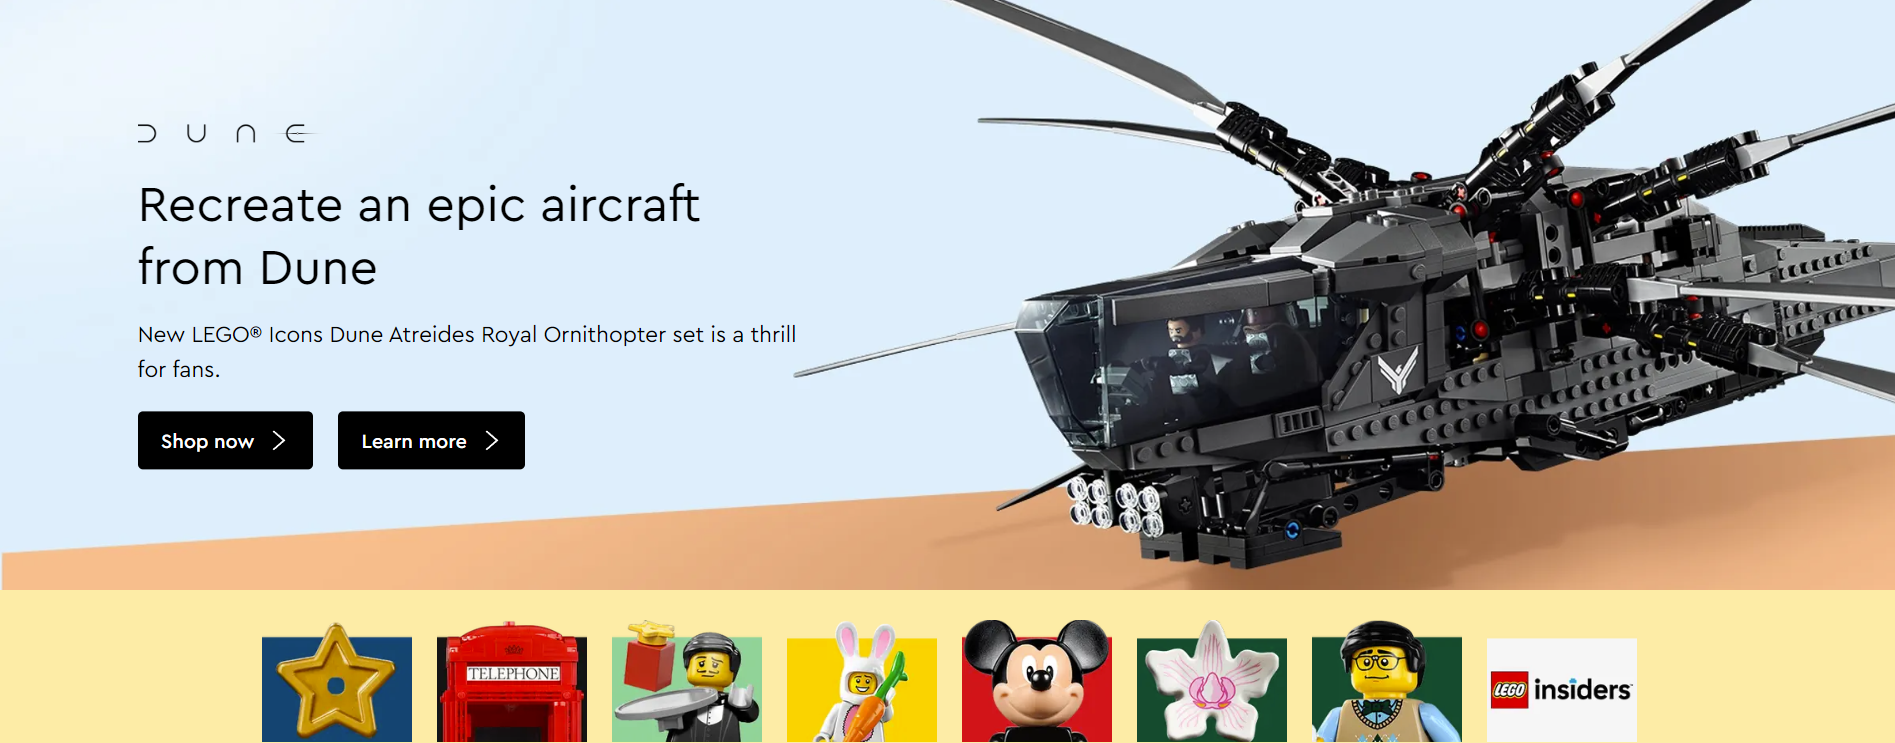 DUNE
Recreate an epic aircraft
from Dune
New LEGO® Icons Dune Atreides Royal Ornithopter set is a thrill
for fans.
Shop now
Learn more
TELEPHONE
LEGO insiders